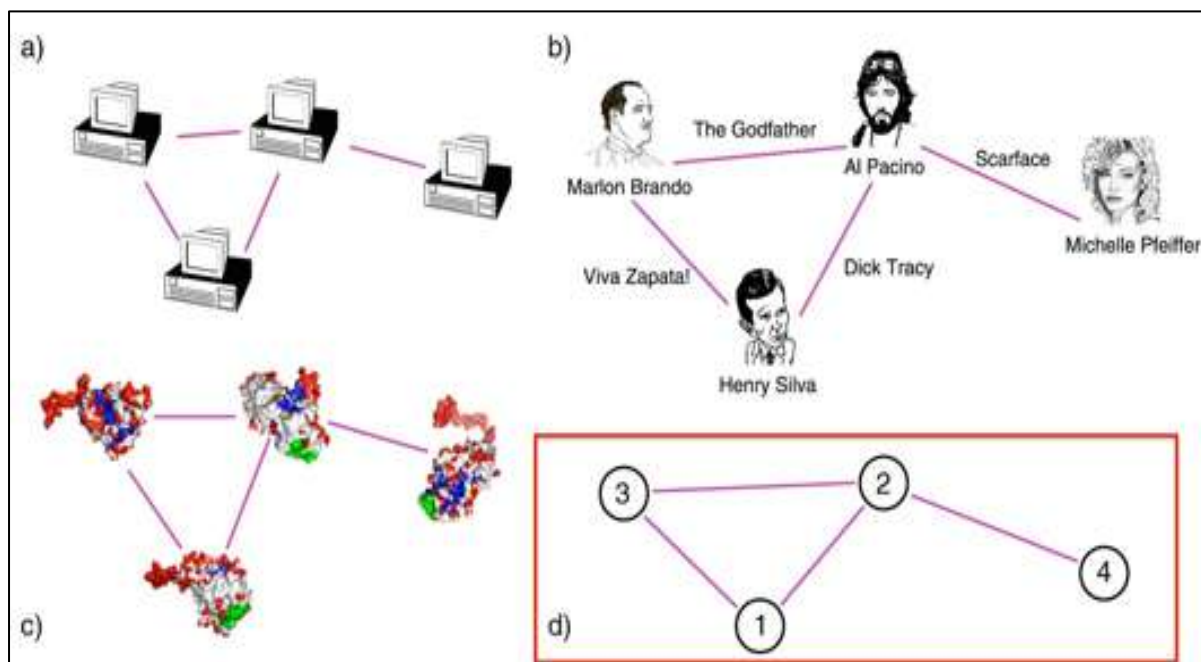 a)
b)
The Godfather
Scarface
Marlon Brando
Al Pacino
Michelle Pfeiffer
Viva Zapata!
Dick Tracy
Henry Silva
c)
d)
3
2
4
1